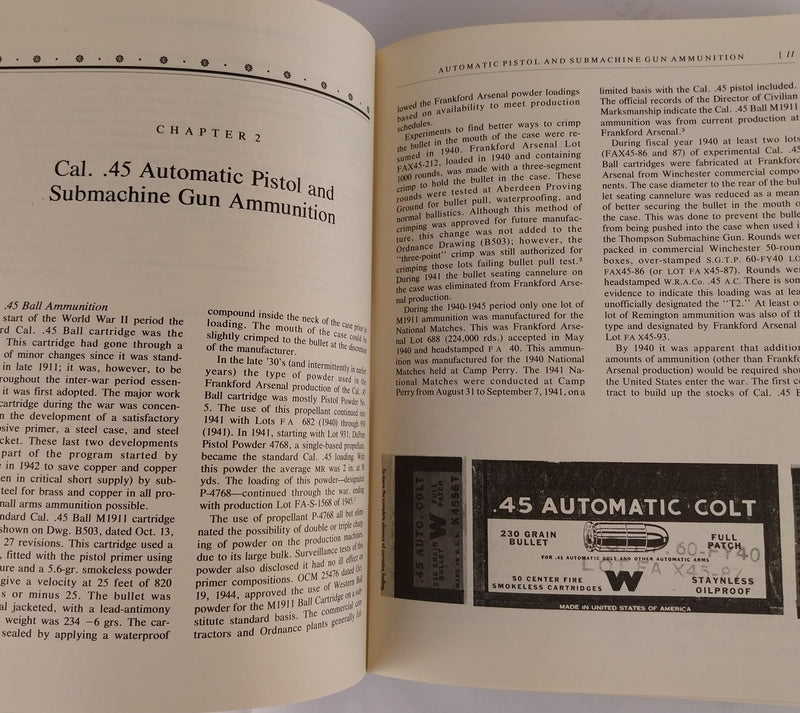 CHAPTER 2
Cal. .45 Automatic Pistol and
Submachine Gun Ammunition
.45 Ball Ammunition
start of World War II period the
rd Cal. .45 Ball cartridge was the
This cartridge had gone through a
of minor changes since it was stand-
in late 1911; it was, however, to be
roughout the inter-war period essen-
it was first adopted. The major work
cartridge during the war was concen-
n the development of a satisfactory
osive primer, a steel case, and steel
cket. These last two developments
part of the program started by
in 1942 to save copper and copper
en in critical short supply) by sub-
teel for brass and copper in all pro-
mall arms ammunition possible.
ndard Cal. .45 Ball M1911 cartridge
shown on Dwg. B503, dated Oct. 13,
27 revisions. This cartridge used a
, fitted with the pistol primer using
ure and a 5.6-gr. smokeless powder
give a velocity at 25 feet of 820
s or minus 25. The bullet was
al jacketed, with a lead-antimony
weight was 234 –6 grs. The car-
sealed by applying a waterproof
compound inside the neck of the case prior to
loading. The mouth of the case could be
slightly crimped to the bullet at the discretion
of the manufacturer.
In the late '30's (and intermittently in earlier
years) the type of powder used in the
Frankford Arsenal production of the Cal. .45
Ball cartridge was mostly Pistol Powder No.
5. The use of this propellant continued into
1941 with Lots F A 682 (1940) through 930
(1941). In 1941, starting with Lot 931, DuPont
Pistol Powder 4768, a single-based propellant,
became the standard Cal. .45 loading. With
this powder the average MR was 2 in. at 50
yds. The loading of this powder—designated
P-4768—continued through the war, ending
with production Lot FA-S-1568 of 1945.
The use of propellant P-4768 all but elimi-
nated the possibility of double or triple charg-
ing of powder on the production machines,
due to its large bulk. Surveillance tests of this
powder also disclosed it had no ill effect on
primer compositions. OCM 25476 dated Oct.
19, 1944, approved the use of Western Ball
powder for the M1911 Ball Cartridge on a sub-
stitute standard basis. The commercial con-
tractors and Ordnance plants generally fol-
AUTOMATIC PISTOL AND SUBMACHINE GUN AMMUNITION [ 11
lowed the Frankford Arsenal powder loadings
based on availability to meet production
schedules.
Experiments to find better ways to crimp
the bullet in the mouth of the case were re-
sumed in 1940. Frankford Arsenal Lot
FAX45-212, loaded in 1940 and containing
1000 rounds, was made with a three-segment
crimp to hold the bullet in the case. These
rounds were tested at Aberdeen Proving
Ground for bullet pull, waterproofing, and
normal ballistics. Although this method of
crimping was approved for future manufac-
ture, this change was not added to the
Ordnance Drawing (B503); however, the
"three-point" crimp was still authorized for
crimping those lots failing bullet pull test.²
During 1941 the bullet seating cannelure on
the case was eliminated from Frankford Arse-
nal production.
During the 1940-1945 period only one lot of
M1911 ammunition was manufactured for the
National Matches. This was Frankford Arse-
nal Lot 688 (224,000 rds.) accepted in May
1940 and headstamped F A 40. This ammun-
ition was manufactured for the 1940 National
Matches held at Camp Perry. The 1941 Na-
tional Matches were conducted at Camp
Perry from August 31 to September 7, 1941, on a
limited basis with the Cal. .45 pistol included.
The official records of the Director of Civilian
Marksmanship indicate the Cal. .45 Ball M1911
ammunition was from current production at
Frankford Arsenal.³
During fiscal year 1940 at least two lots
(FAX45-86 and 87) of experimental Cal. .45
Ball cartridges were fabricated at Frankford
Arsenal from Winchester commercial compo-
nents. The case diameter to the rear of the bul-
let seating cannelure was reduced as a mean
of better securing the bullet in the mouth o
the case. This was done to prevent the bulle
from being pushed into the case when used i
the Thompson Submachine Gun. Rounds wer
packed in commercial Winchester 50-roun
boxes, over-stamped S.G.T.P. 60-FY40 LO
FAX45-86 (or LOT FA X45-87). Rounds we
headstamped W.R.A.Co. .45 A.C. There is som
evidence to indicate this loading was at lea
unofficially designated the "T2." At least o
lot of Remington ammunition was also of th
type and designated by Frankford Arsenal
Lot FA X45-93.
By 1940 it was apparent that addition
amounts of ammunition (other than Frankfor
Arsenal production) would be required shou
the United States enter the war. The first co
tract to build up the stocks of Cal. .45 B
.45 AUTO. COLT
230 GRAIN BULLET
W
FULL PATCH
MADE IN U.S.A.
K4556T
.45 AUTOMATIC COLT
230 GRAIN
BULLET
FULL
PATCH
FOR .45 AUTOMATIC COLT AND OTHER AUTOMATIC ARMS
60-FY40
FA X45-87
50 CENTER FIRE
SMOKELESS CARTRIDGES
W
STAYNLESS
OILPROOF
MADE IN UNITED STATES OF AMERICA